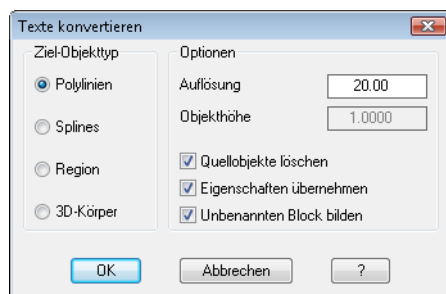 Texte konvertieren
Ziel-Objekttyp
Polylinien
Splines
Region
3D-Körper
Optionen
Auflösung 20.00
Objekthöhe 1.0000
Quellobjekte löschen
Eigenschaften übernehmen
Unbenannten Block bilden
OK Abbrechen ?